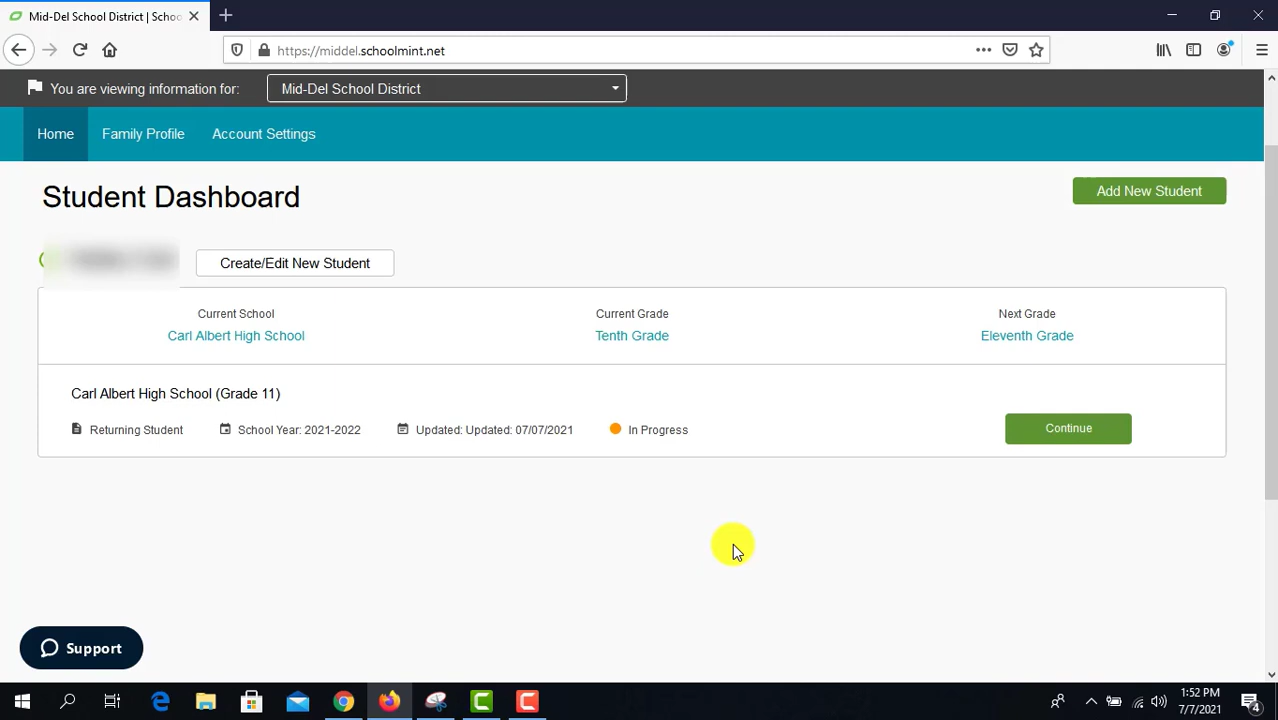 Mid-Del School District | Schoo
https://middel.schoolmint.net
You are viewing information for: Mid-Del School District
Home Family Profile Account Settings
Student Dashboard
Add New Student
Create/Edit New Student
Current School Current Grade Next Grade
Carl Albert High School Tenth Grade Eleventh Grade
Carl Albert High School (Grade 11)
Returning Student School Year: 2021-2022 Updated: Updated: 07/07/2021 In Progress Continue
Support
1:52 PM
7/7/2021
4